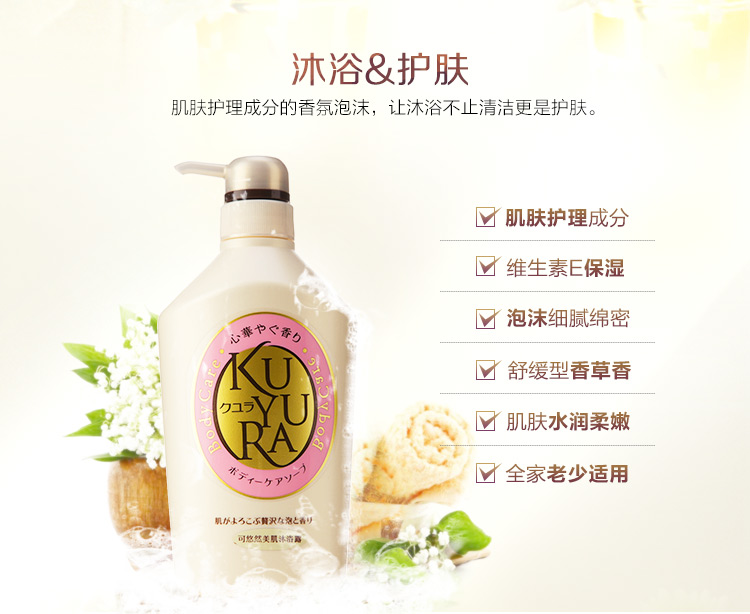 沐浴&护肤
肌肤护理成分的香氛泡沫，让沐浴不止清洁更是护肤。
肌肤护理成分
维生素E保湿
泡沫细腻绵密
舒缓型香草香
肌肤水润柔嫩
全家老少适用
心華やぐ香り
Body Care
Body Care
KU
クユラ
YU
RA
ボディーケアソープ
肌がよろこぶ贅沢な泡と香り
可悠然美肌沐浴露